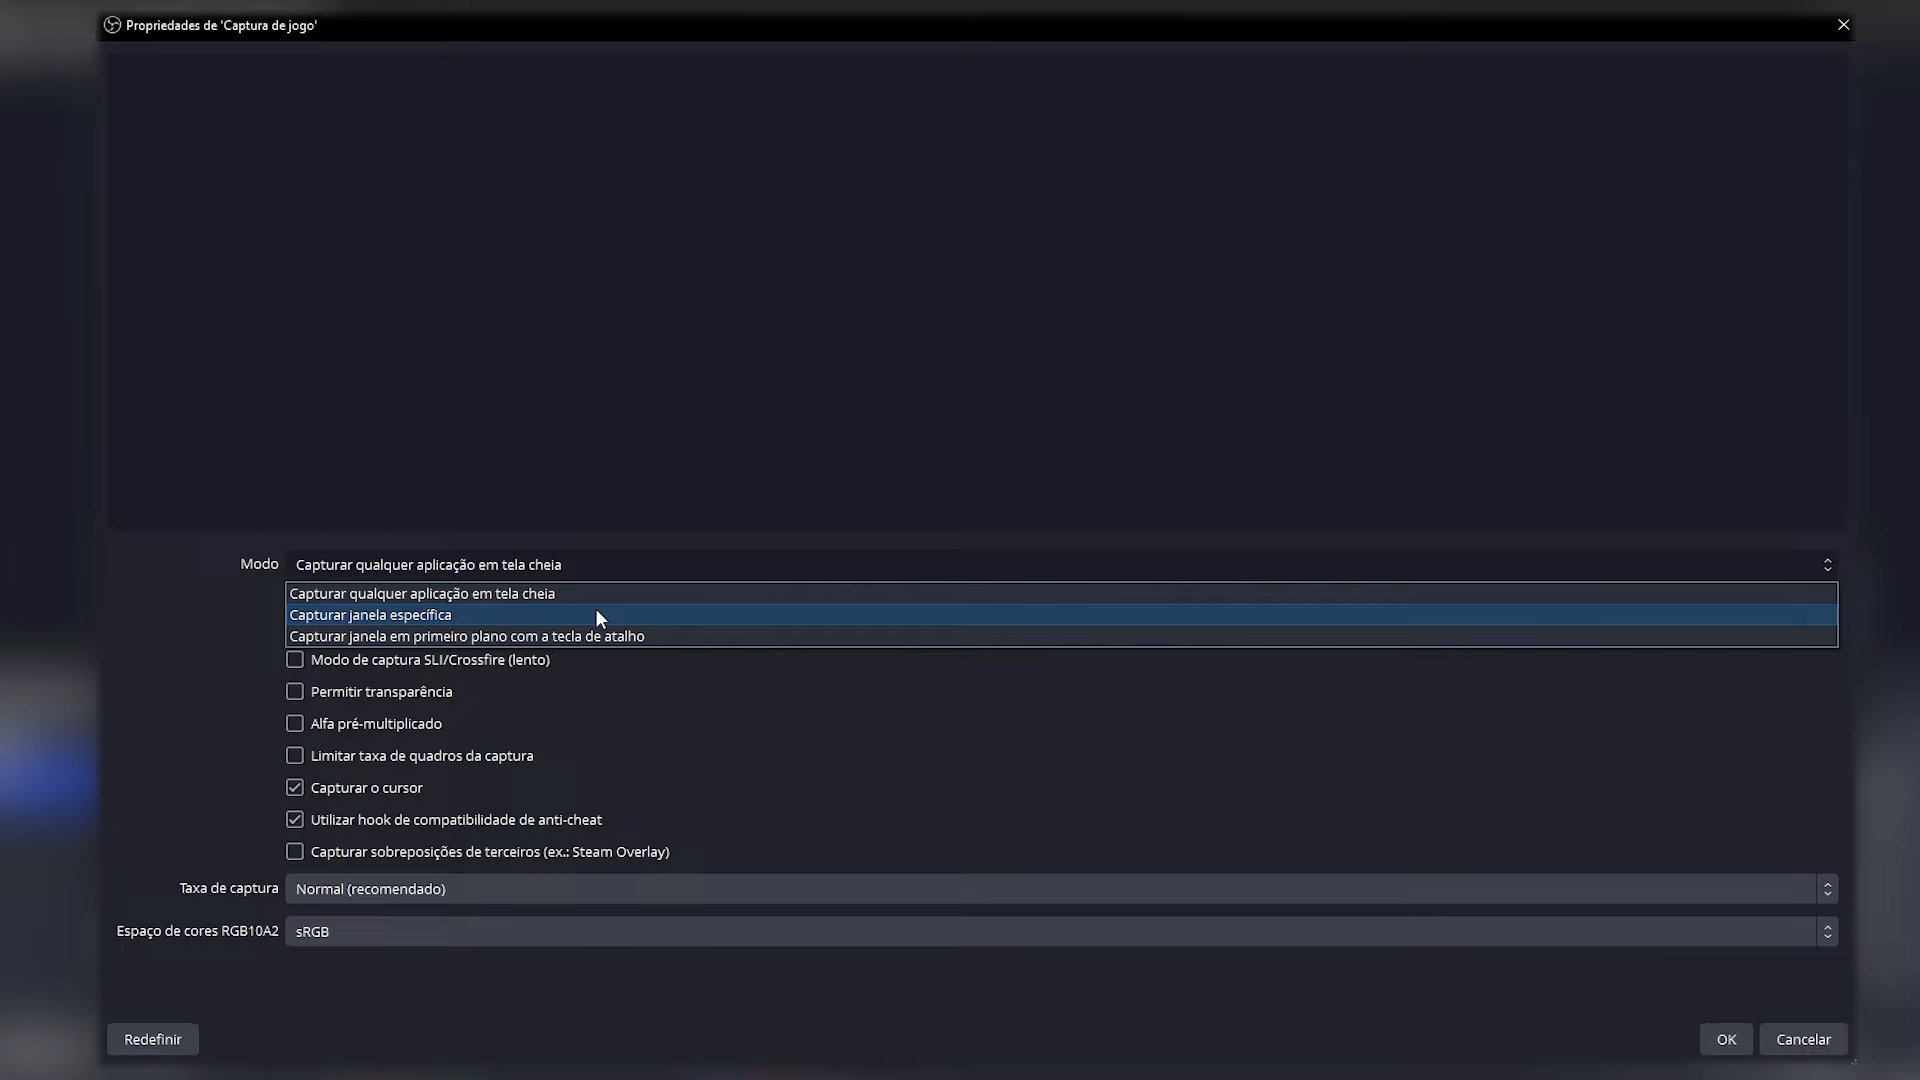 Propriedades de 'Captura de jogo'
Modo
Capturar qualquer aplicação em tela cheia
Capturar qualquer aplicação em tela cheia
Capturar janela específica
Capturar janela em primeiro plano com a tecla de atalho
Modo de captura SLI/Crossfire (lento)
Permitir transparência
Alfa pré-multiplicado
Limitar taxa de quadros da captura
Capturar o cursor
Utilizar hook de compatibilidade de anti-cheat
Capturar sobreposições de terceiros (ex.: Steam Overlay)
Taxa de captura
Normal (recomendado)
Espaço de cores RGB10A2
sRGB
Redefinir
OK
Cancelar